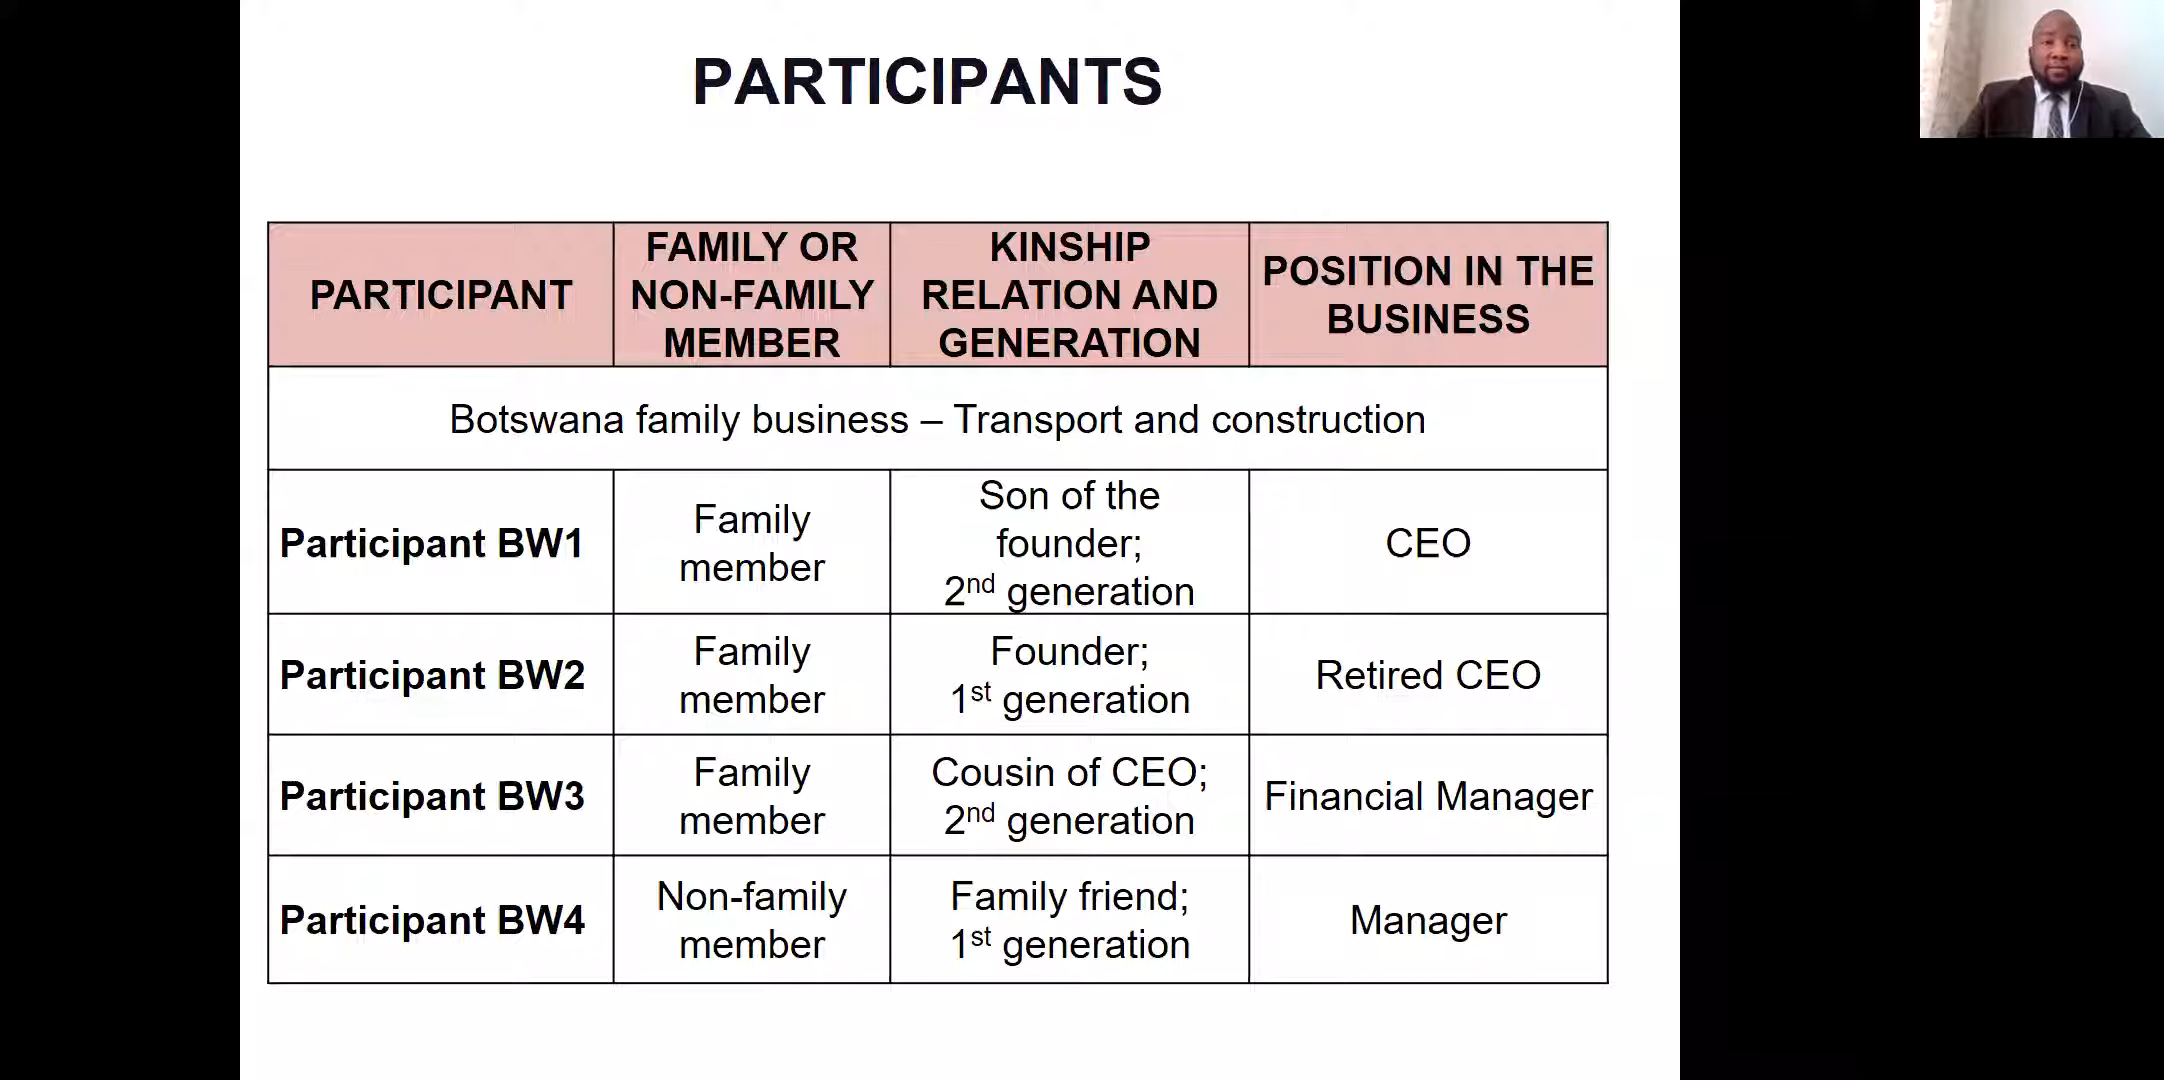 PARTICIPANTS
PARTICIPANT
FAMILY OR
NON-FAMILY
MEMBER
KINSHIP
RELATION AND
GENERATION
POSITION IN THE
BUSINESS
Botswana family business – Transport and construction
Participant BW1
Family
member
Son of the
founder;
2nd generation
CEO
Participant BW2
Family
member
Founder;
1st generation
Retired CEO
Participant BW3
Family
member
Cousin of CEO;
2nd generation
Financial Manager
Participant BW4
Non-family
member
Family friend;
1st generation
Manager